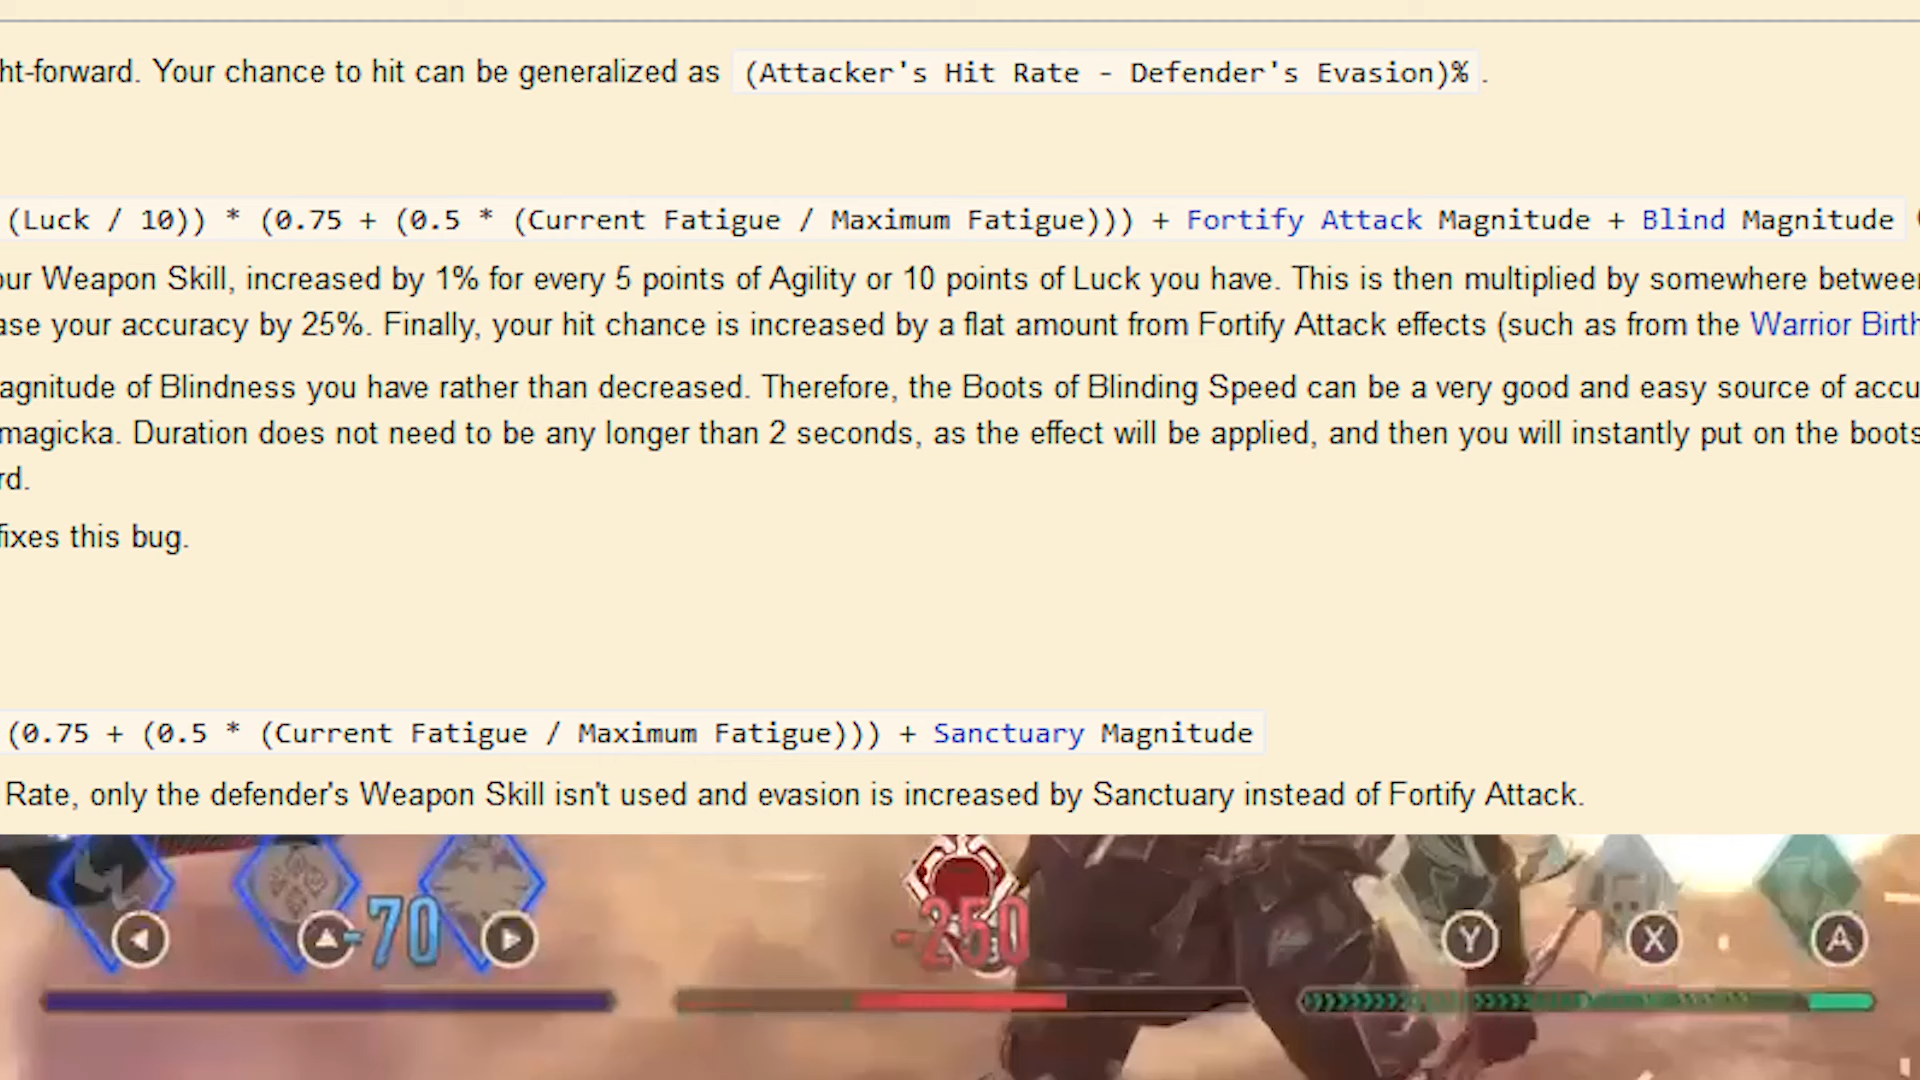 ht-forward. Your chance to hit can be generalized as (Attacker's Hit Rate - Defender's Evasion)% .
(Luck / 10)) * (0.75 + (0.5 * (Current Fatigue / Maximum Fatigue))) + Fortify Attack Magnitude + Blind Magnitude
our Weapon Skill, increased by 1% for every 5 points of Agility or 10 points of Luck you have. This is then multiplied by somewhere between
ase your accuracy by 25%. Finally, your hit chance is increased by a flat amount from Fortify Attack effects (such as from the Warrior Birth
agnitude of Blindness you have rather than decreased. Therefore, the Boots of Blinding Speed can be a very good and easy source of accu
magicka. Duration does not need to be any longer than 2 seconds, as the effect will be applied, and then you will instantly put on the boots
rd.
fixes this bug.
(0.75 + (0.5 * (Current Fatigue / Maximum Fatigue))) + Sanctuary Magnitude
Rate, only the defender's Weapon Skill isn't used and evasion is increased by Sanctuary instead of Fortify Attack.
-70
-250
Y X A